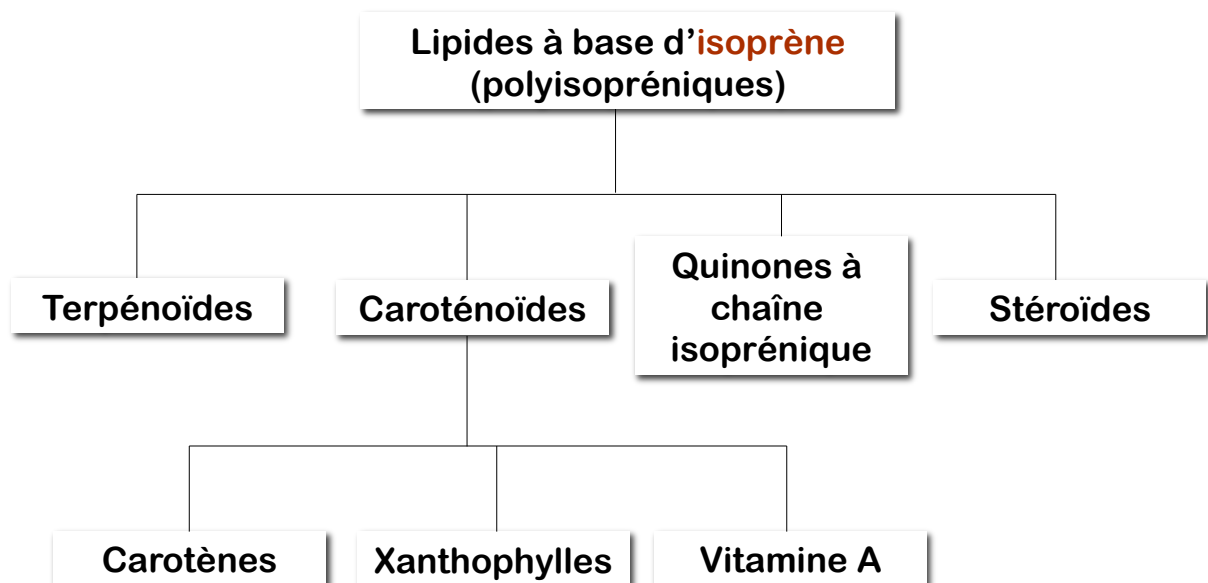 Lipides à base d’isoprène
(polyisopréniques)
Terpénoïdes
Caroténoïdes
Quinones à
chaîne
isoprénique
Stéroïdes
Carotènes
Xanthophylles
Vitamine A